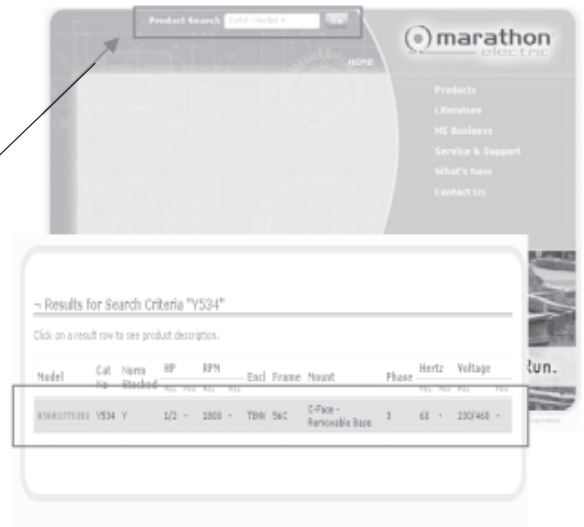 Product Search Cat#/Model # Go
marathon
electric
HOME
Products
Literature
ME Business
Service & Support
What's New
Contact Us
Run.
¬ Results for Search Criteria "Y534"
Click on a result row to see product description.
Model Cat No Norm Stocked HP RPM Encl Frame Mount Phase Hertz Voltage
Y534 Y 1/2 - 1800 - 56C C-Face - Removable Base 3 60 - 230/460 -